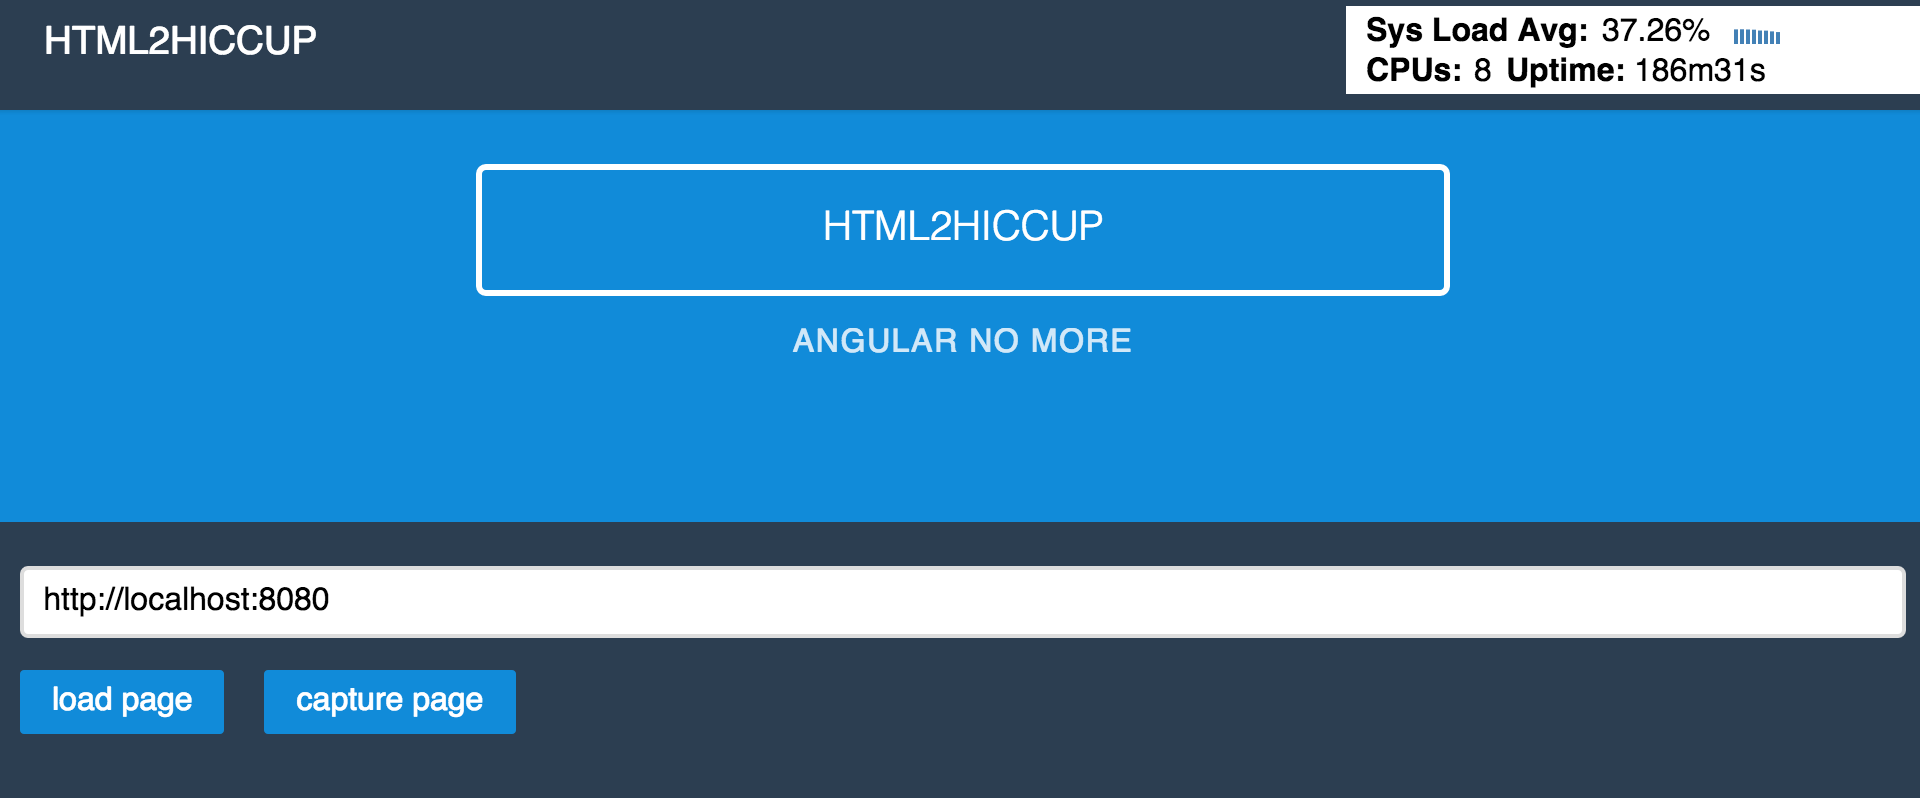 HTML2HICCUP
Sys Load Avg: 37.26%
CPUs: 8 Uptime: 186m31s
HTML2HICCUP
ANGULAR NO MORE
http://localhost:8080
load page capture page